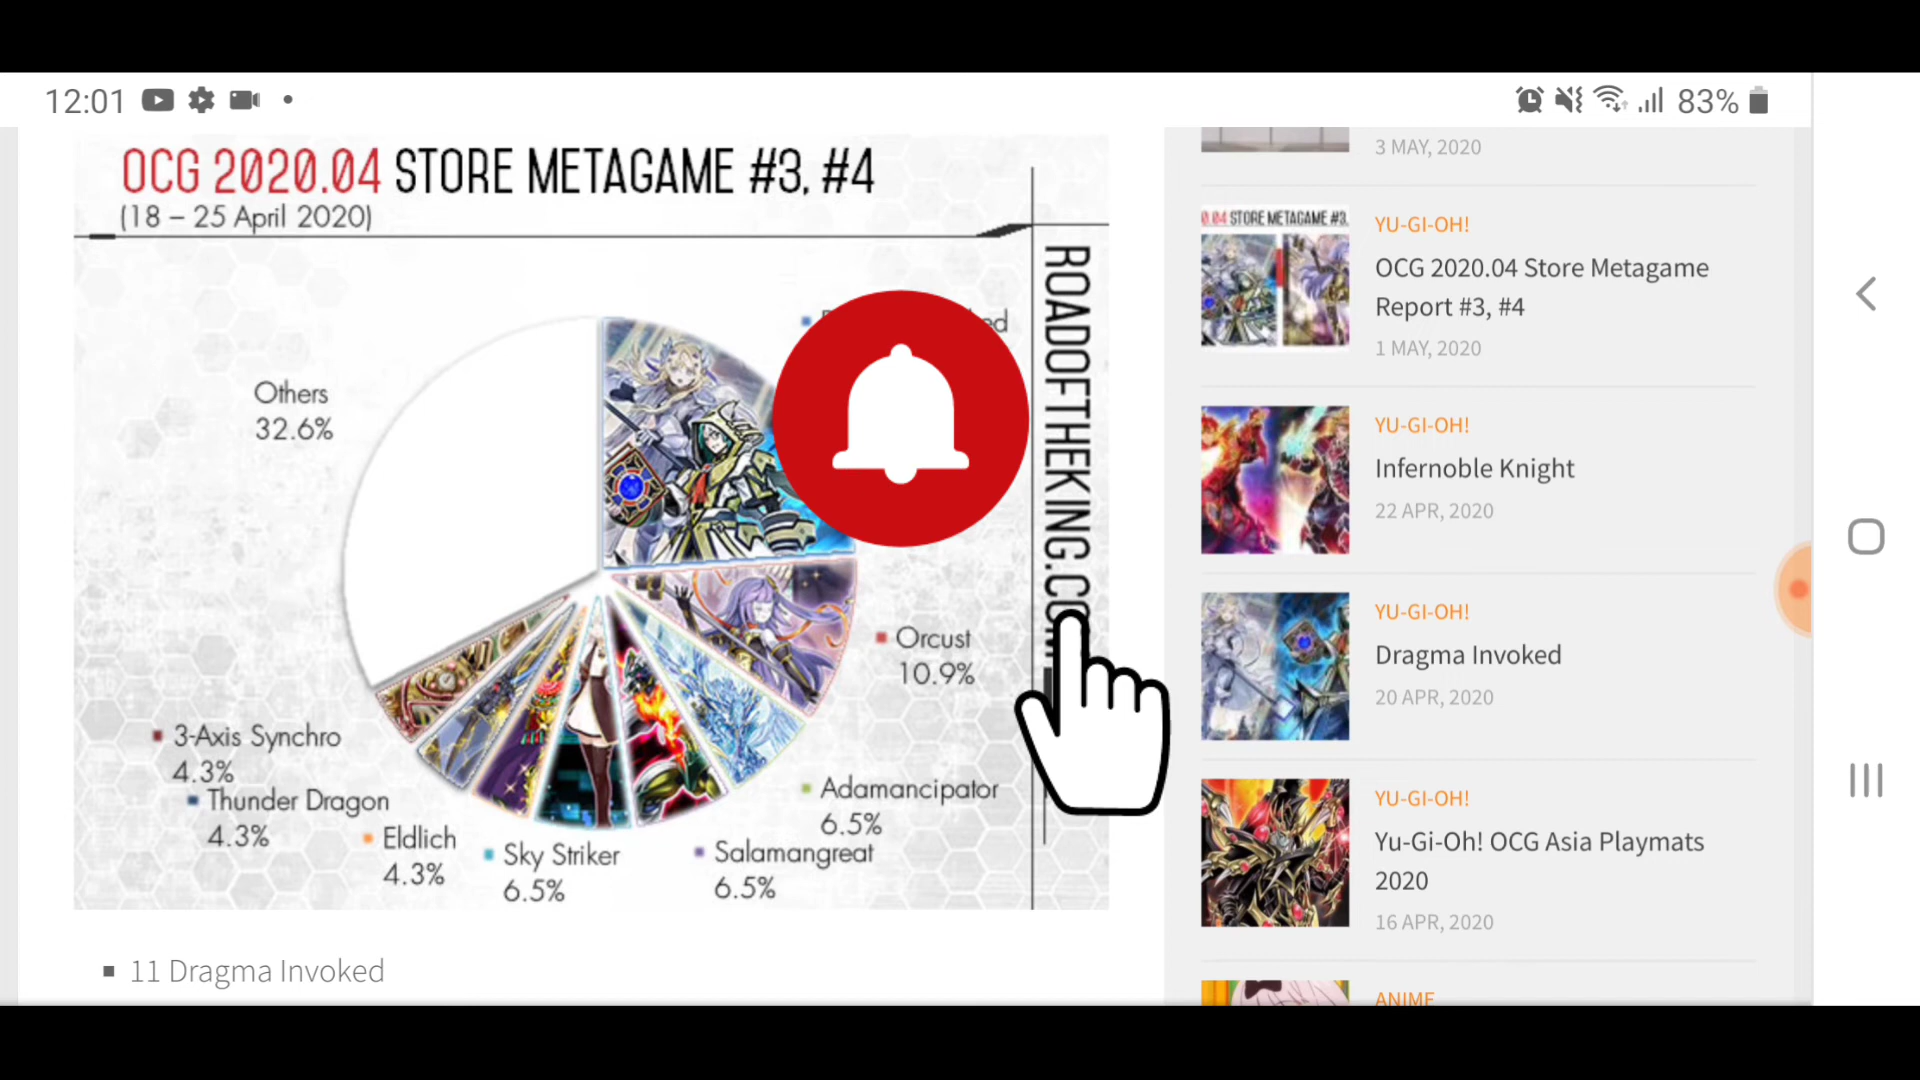 12:01
83%
OCG 2020.04 STORE METAGAME #3, #4
(18 – 25 April 2020)
ROADOFTHEKING.COM
Others
32.6%
Orcust
10.9%
Adamancipator
6.5%
Salamangreat
6.5%
Sky Striker
6.5%
Eldlich
4.3%
Thunder Dragon
4.3%
3-Axis Synchro
4.3%
▪ 11 Dragma Invoked
3 MAY, 2020
STORE METAGAME #3,
YU-GI-OH!
OCG 2020.04 Store Metagame
Report #3, #4
1 MAY, 2020
YU-GI-OH!
Infernoble Knight
22 APR, 2020
YU-GI-OH!
Dragma Invoked
20 APR, 2020
YU-GI-OH!
Yu-Gi-Oh! OCG Asia Playmats
2020
16 APR, 2020
ANIME